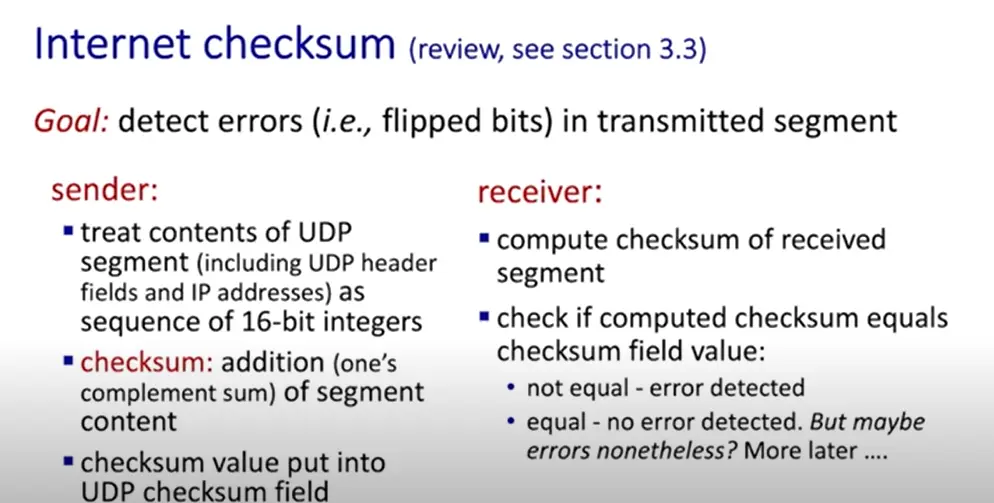 Internet checksum (review, see section 3.3)
Goal: detect errors (i.e., flipped bits) in transmitted segment
sender:
▪ treat contents of UDP
segment (including UDP header
fields and IP addresses) as
sequence of 16-bit integers
▪ checksum: addition (one's
complement sum) of segment
content
▪ checksum value put into
UDP checksum field
receiver:
▪ compute checksum of received
segment
▪ check if computed checksum equals
checksum field value:
• not equal - error detected
• equal - no error detected. But maybe
errors nonetheless? More later ....